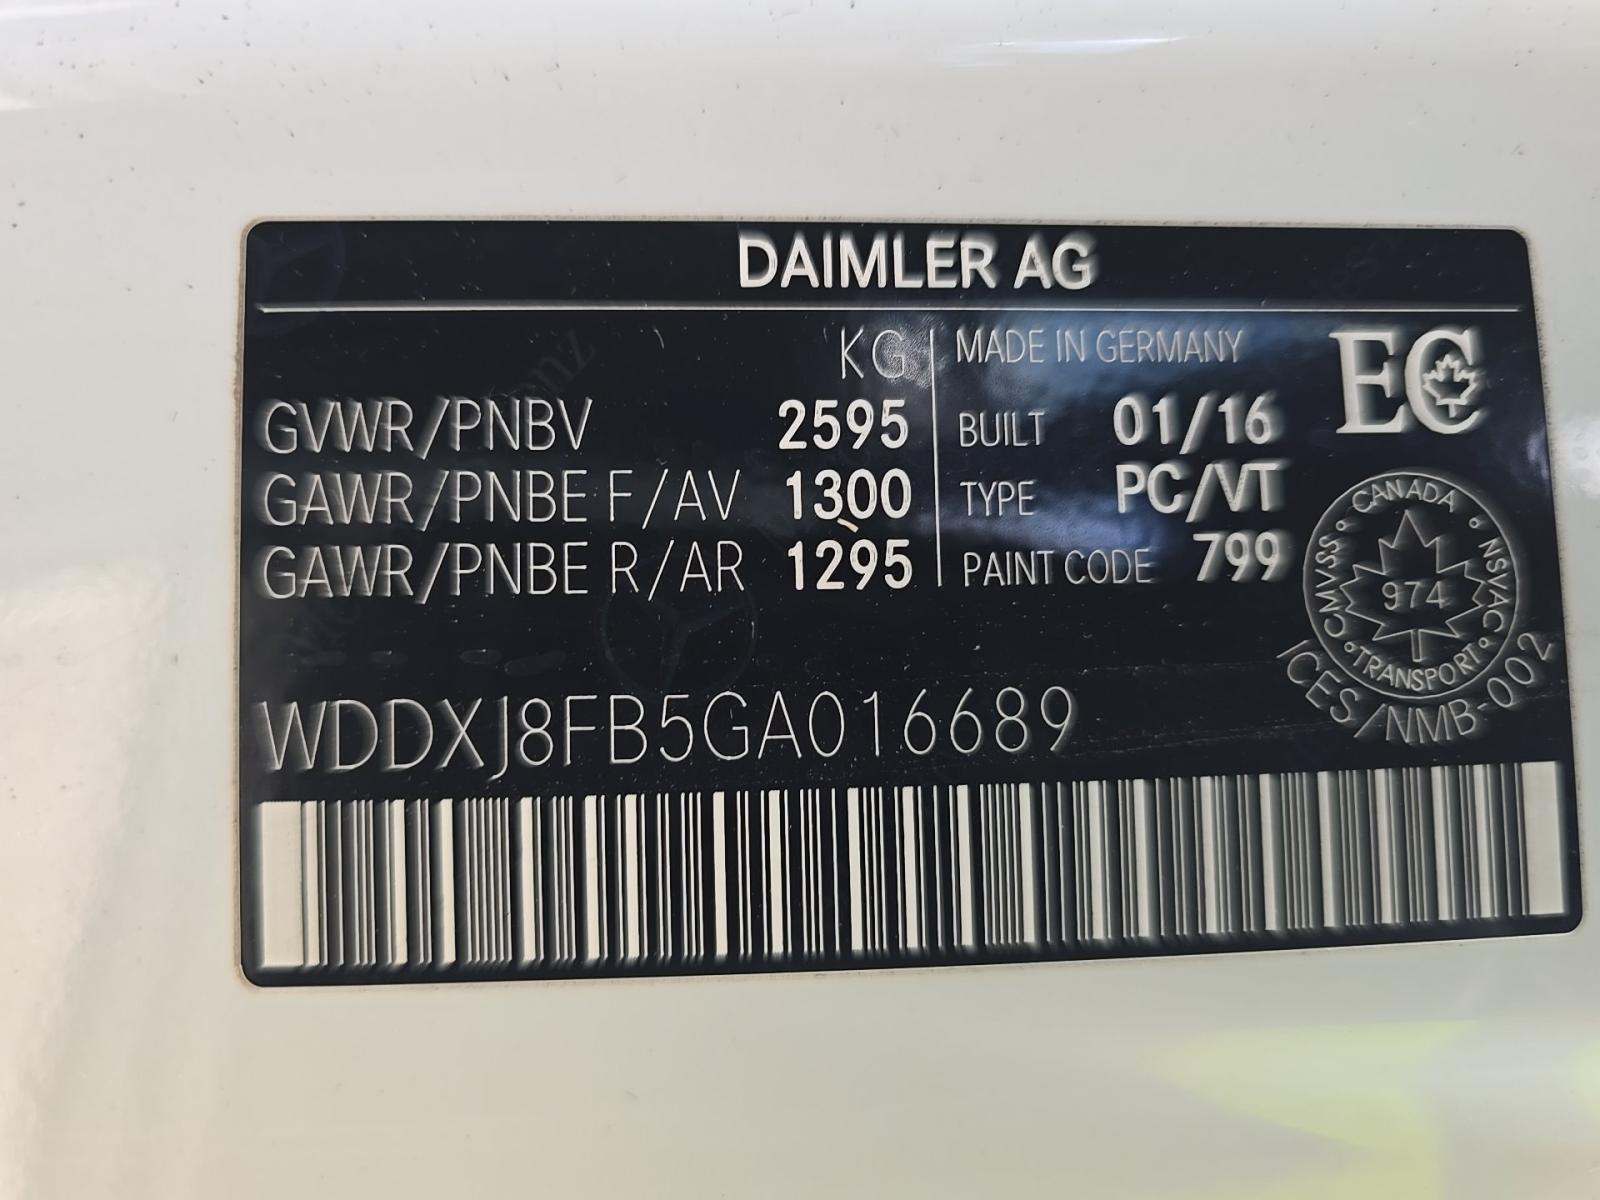 DAIMLER AG
KG
GVWR/PNBV 2595
GAWR/PNBE F/AV 1300
GAWR/PNBE R/AR 1295
MADE IN GERMANY
BUILT 01/16
TYPE PC/VT
PAINT CODE 799
EC
CANADA
CMVSS NSVAC
974
TRANSPORT
ICES/NMB-002
WDDXJ8FB5GA016689